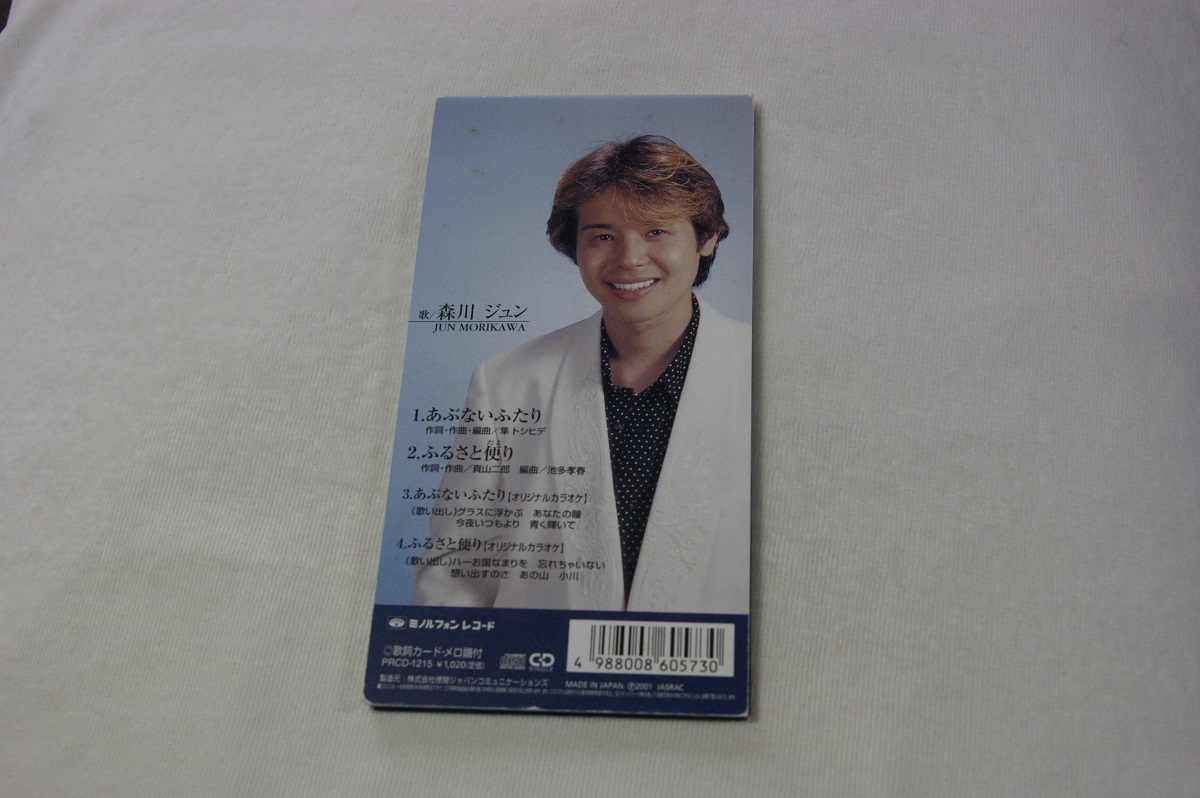 歌/森川 ジュン
JUN MORIKAWA
1.あぶないふたり
作詞・作曲・編曲/隼 トシヒデ
2.ふるさと便り
だよ
作詞・作曲/真山二郎 編曲/池多孝春
3.あぶないふたり【オリジナルカラオケ】
(歌い出し)グラスに浮かぶ あなたの瞳
今夜いつもより 青く輝いて
4.ふるさと便り【オリジナルカラオケ】
(歌い出し)ハーお国なまりを 忘れちゃいない
想い出すのさ あの山 小川
ミノルフォン レコード
◎歌詞カード・メロ譜付
PRCD-1215 ¥1,020(定価)
CD SINGLE
4 988008 605730
製造元:株式会社徳間ジャパンコミュニケーションズ
MADE IN JAPAN. Ⓟ2001 JASRAC